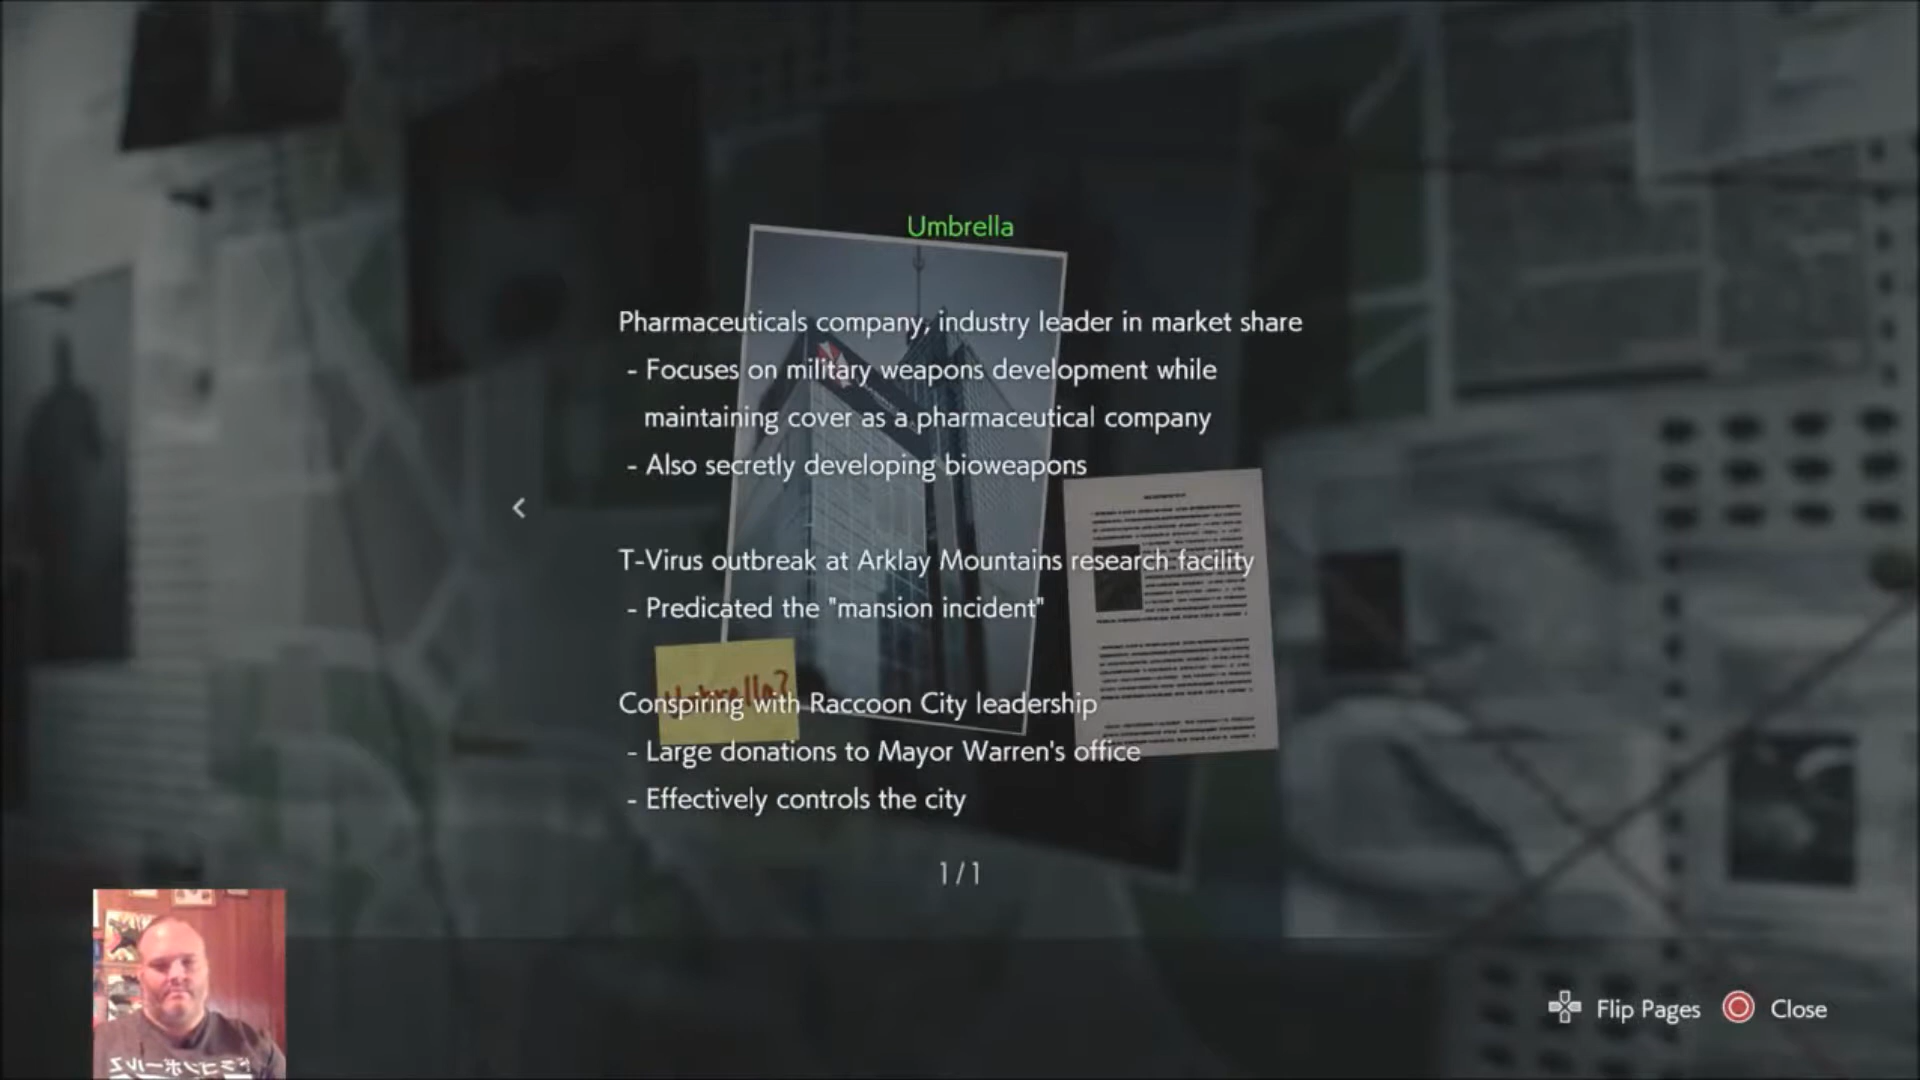 Umbrella
Pharmaceuticals company, industry leader in market share
- Focuses on military weapons development while
maintaining cover as a pharmaceutical company
- Also secretly developing bioweapons
T-Virus outbreak at Arklay Mountains research facility
- Predicated the "mansion incident"
Umbrella?
Conspiring with Raccoon City leadership
- Large donations to Mayor Warren's office
- Effectively controls the city
1/1
Flip Pages
Close